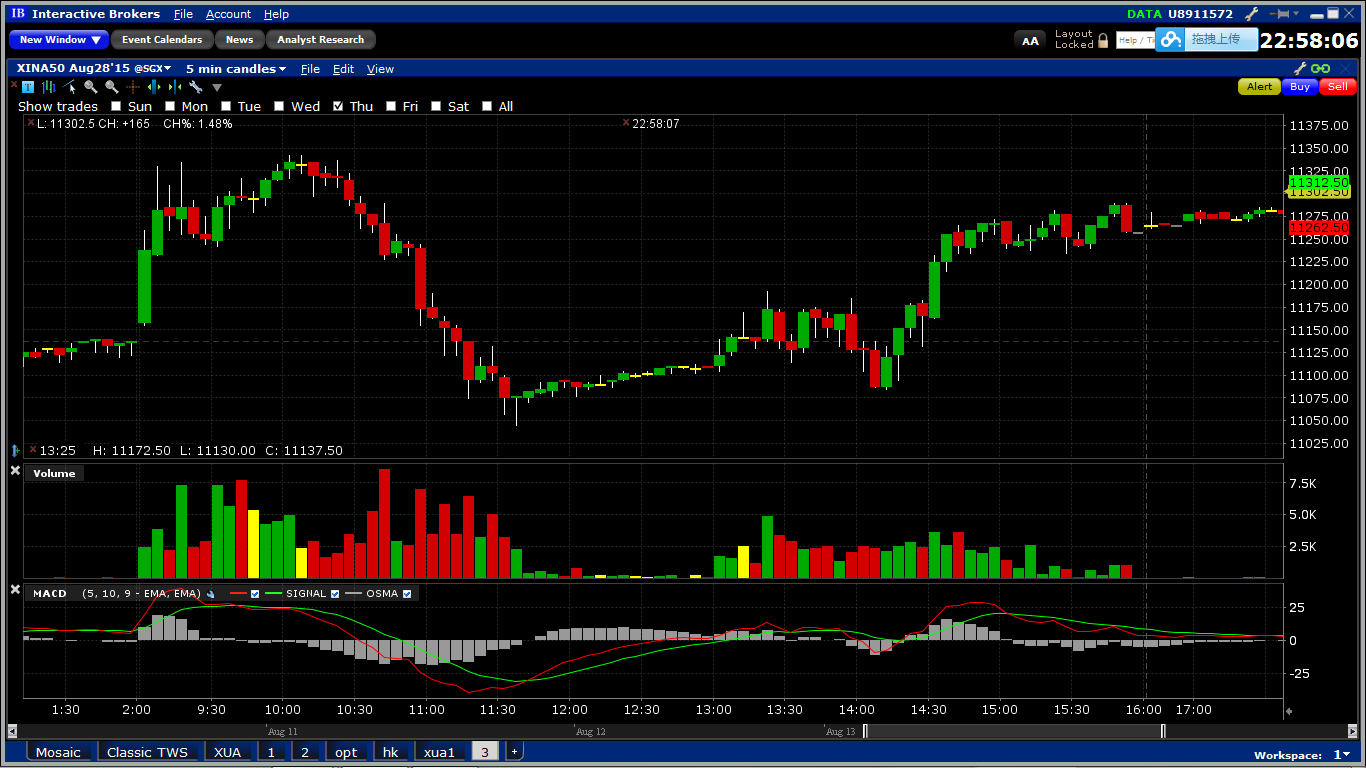 IB Interactive Brokers File Account Help DATA U8911572
New Window Event Calendars News Analyst Research AA Layout Locked Help / 拖拽上传 22:58:06
XINA50 Aug28'15 @SGX 5 min candles File Edit View
T Alert Buy Sell
Show trades Sun Mon Tue Wed Thu Fri Sat All
L: 11302.5 CH: +165 CH%: 1.48% 22:58:07
11375.00
11350.00
11325.00
11312.50
11302.50
11275.00
11262.50
11250.00
11225.00
11200.00
11175.00
11150.00
11125.00
11100.00
11075.00
11050.00
11025.00
13:25 H: 11172.50 L: 11130.00 C: 11137.50
Volume
7.5K
5.0K
2.5K
MACD (5, 10, 9 - EMA, EMA) SIGNAL OSMA
25
0
-25
1:30 2:00 9:30 10:00 10:30 11:00 11:30 12:00 12:30 13:00 13:30 14:00 14:30 15:00 15:30 16:00 17:00
Aug 11 Aug 12 Aug 13
Mosaic Classic TWS XUA 1 2 opt hk xua1 3 + Workspace: 1